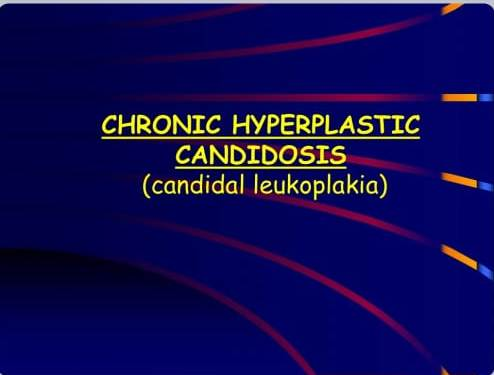 CHRONIC HYPERPLASTIC
CANDIDOSIS
(candidal leukoplakia)